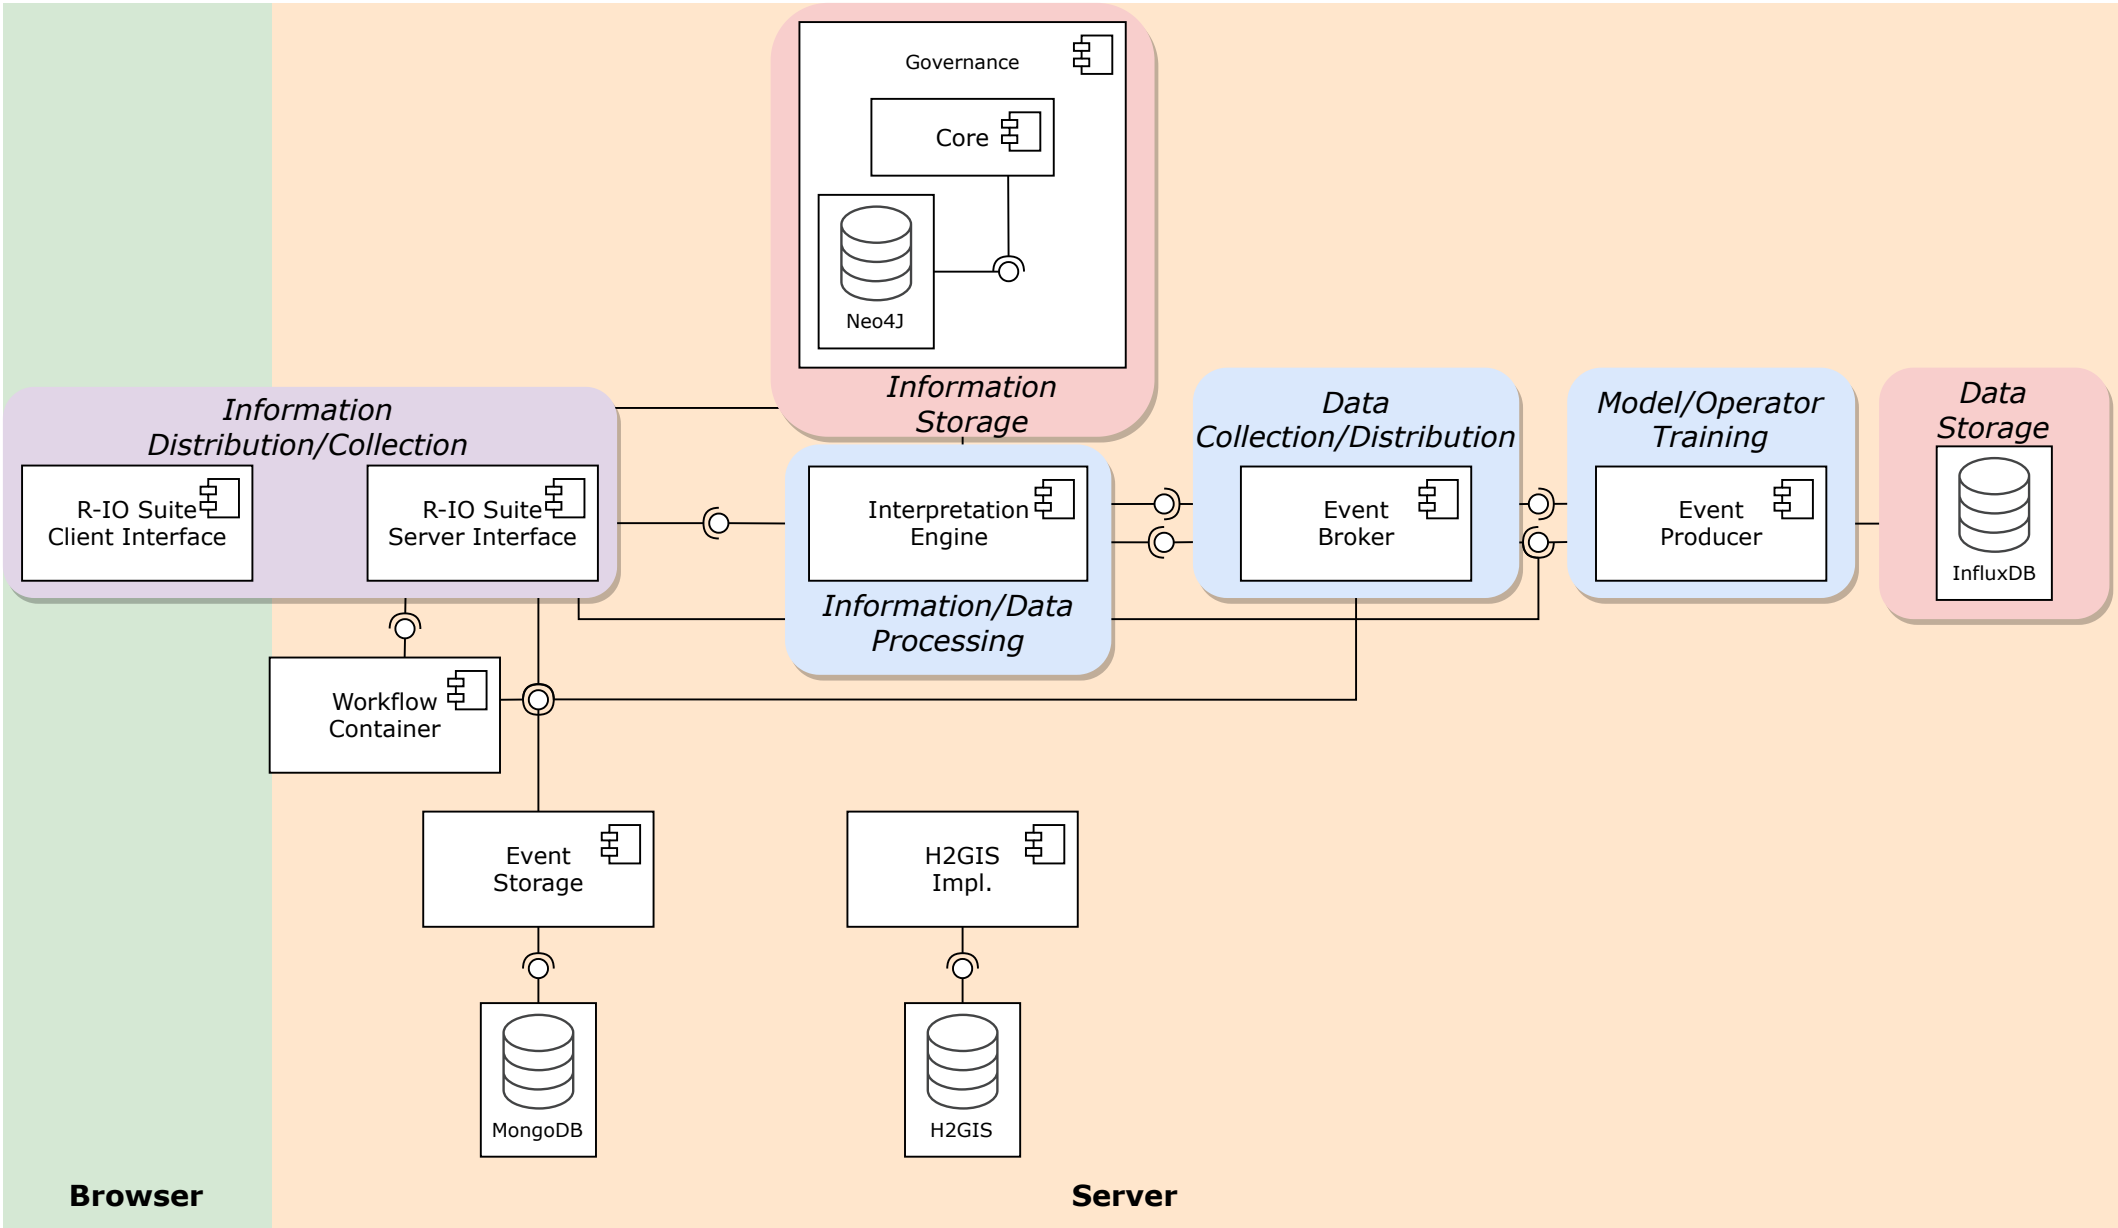 Governance
Core
Neo4J
Information
Storage
Information
Distribution/Collection
R-IO Suite
Client Interface
R-IO Suite
Server Interface
Interpretation
Engine
Information/Data
Processing
Data
Collection/Distribution
Event
Broker
Model/Operator
Training
Event
Producer
Data
Storage
InfluxDB
Workflow
Container
Event
Storage
H2GIS
Impl.
MongoDB
H2GIS
Browser
Server